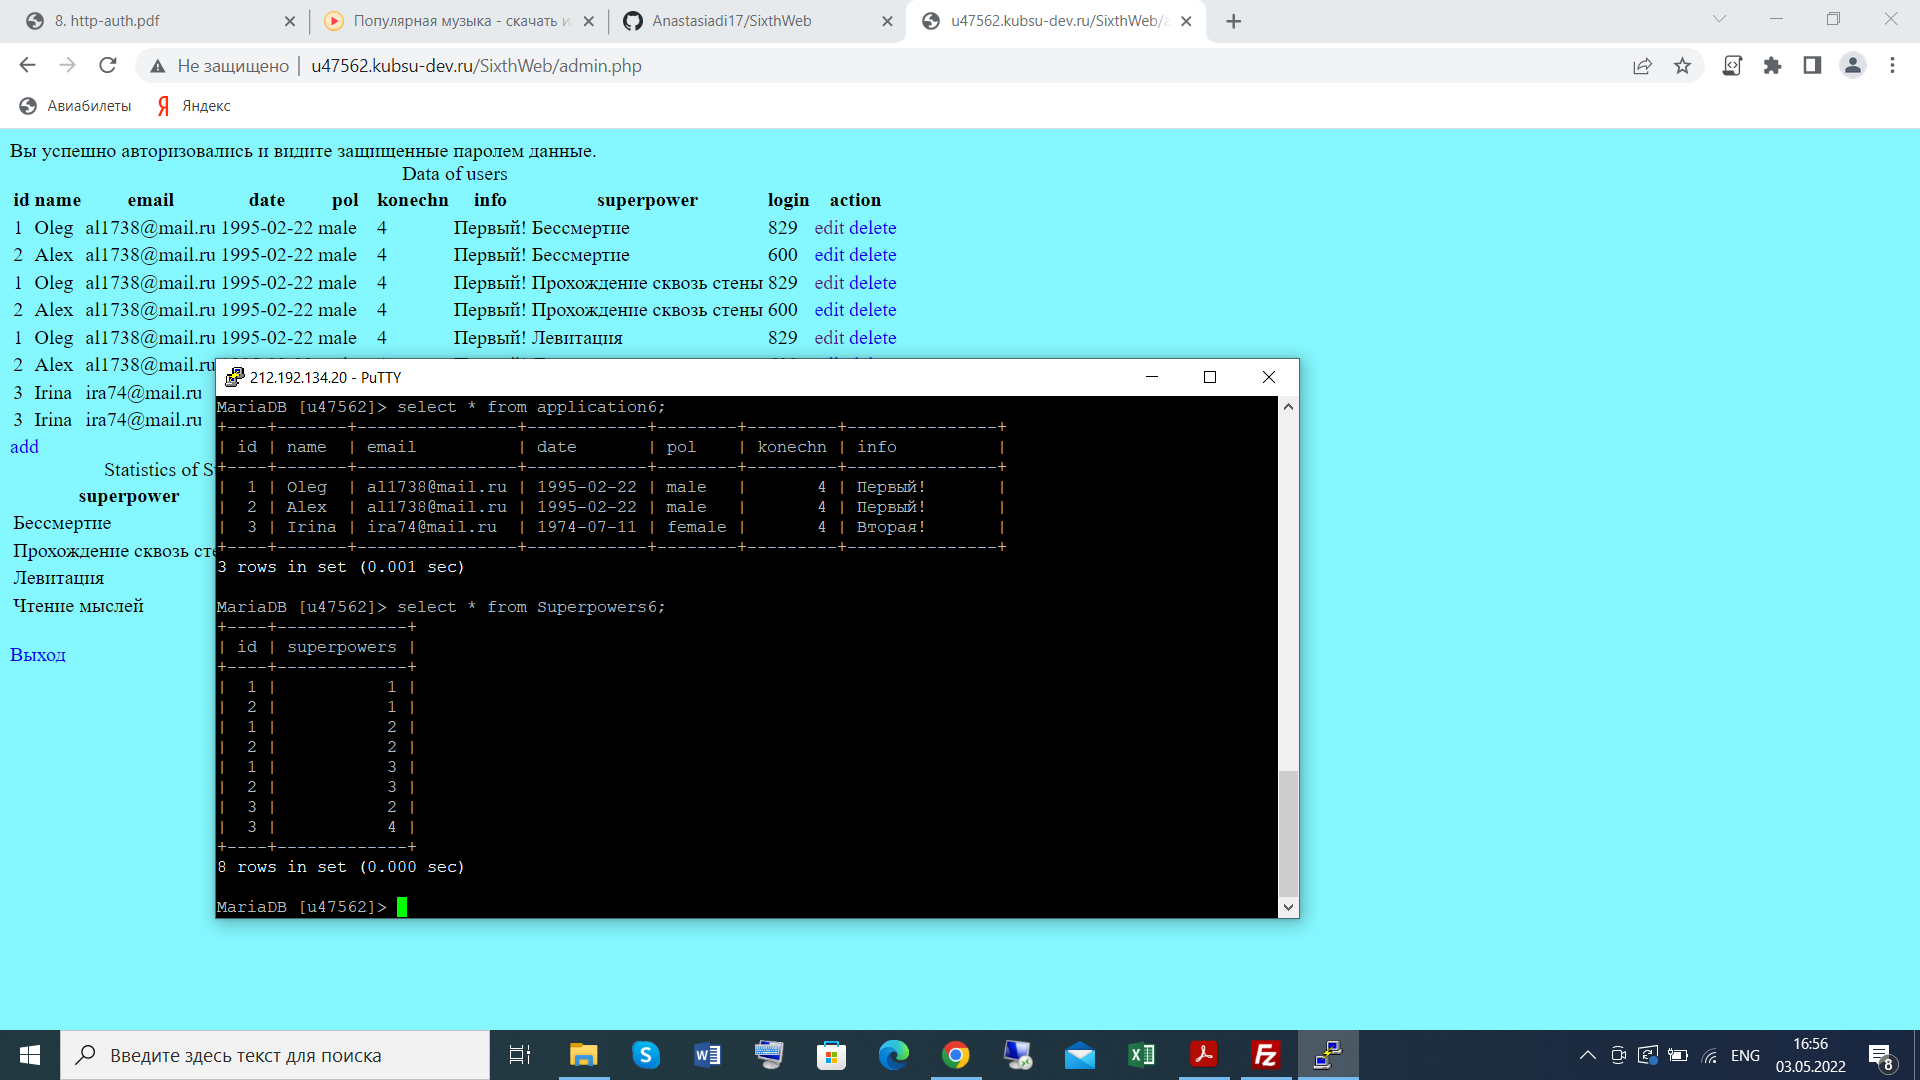 8. http-auth.pdf
Популярная музыка - скачать и
Anastasiadi17/SixthWeb
u47562.kubsu-dev.ru/SixthWeb/a
Не защищено | u47562.kubsu-dev.ru/SixthWeb/admin.php
Авиабилеты Яндекс
Вы успешно авторизовались и видите защищенные паролем данные.
Data of users
id name email date pol konechn info superpower login action
1 Oleg al1738@mail.ru 1995-02-22 male 4 Первый! Бессмертие 829 edit delete
2 Alex al1738@mail.ru 1995-02-22 male 4 Первый! Бессмертие 600 edit delete
1 Oleg al1738@mail.ru 1995-02-22 male 4 Первый! Прохождение сквозь стены 829 edit delete
2 Alex al1738@mail.ru 1995-02-22 male 4 Первый! Прохождение сквозь стены 600 edit delete
1 Oleg al1738@mail.ru 1995-02-22 male 4 Первый! Левитация 829 edit delete
2 Alex al1738@mail.ru
3 Irina ira74@mail.ru
3 Irina ira74@mail.ru
add
Statistics of S
superpower
Бессмертие
Прохождение сквозь сте
Левитация
Чтение мыслей
Выход
212.192.134.20 - PuTTY
MariaDB [u47562]> select * from application6;
+----+-------+----------------+------------+--------+---------+---------------+
| id | name | email | date | pol | konechn | info |
+----+-------+----------------+------------+--------+---------+---------------+
| 1 | Oleg | al1738@mail.ru | 1995-02-22 | male | 4 | Первый! |
| 2 | Alex | al1738@mail.ru | 1995-02-22 | male | 4 | Первый! |
| 3 | Irina | ira74@mail.ru | 1974-07-11 | female | 4 | Вторая! |
+----+-------+----------------+------------+--------+---------+---------------+
3 rows in set (0.001 sec)
MariaDB [u47562]> select * from Superpowers6;
+----+-------------+
| id | superpowers |
+----+-------------+
| 1 | 1 |
| 2 | 1 |
| 1 | 2 |
| 2 | 2 |
| 1 | 3 |
| 2 | 3 |
| 3 | 2 |
| 3 | 4 |
+----+-------------+
8 rows in set (0.000 sec)
MariaDB [u47562]>
Введите здесь текст для поиска
ENG
16:56
03.05.2022
8